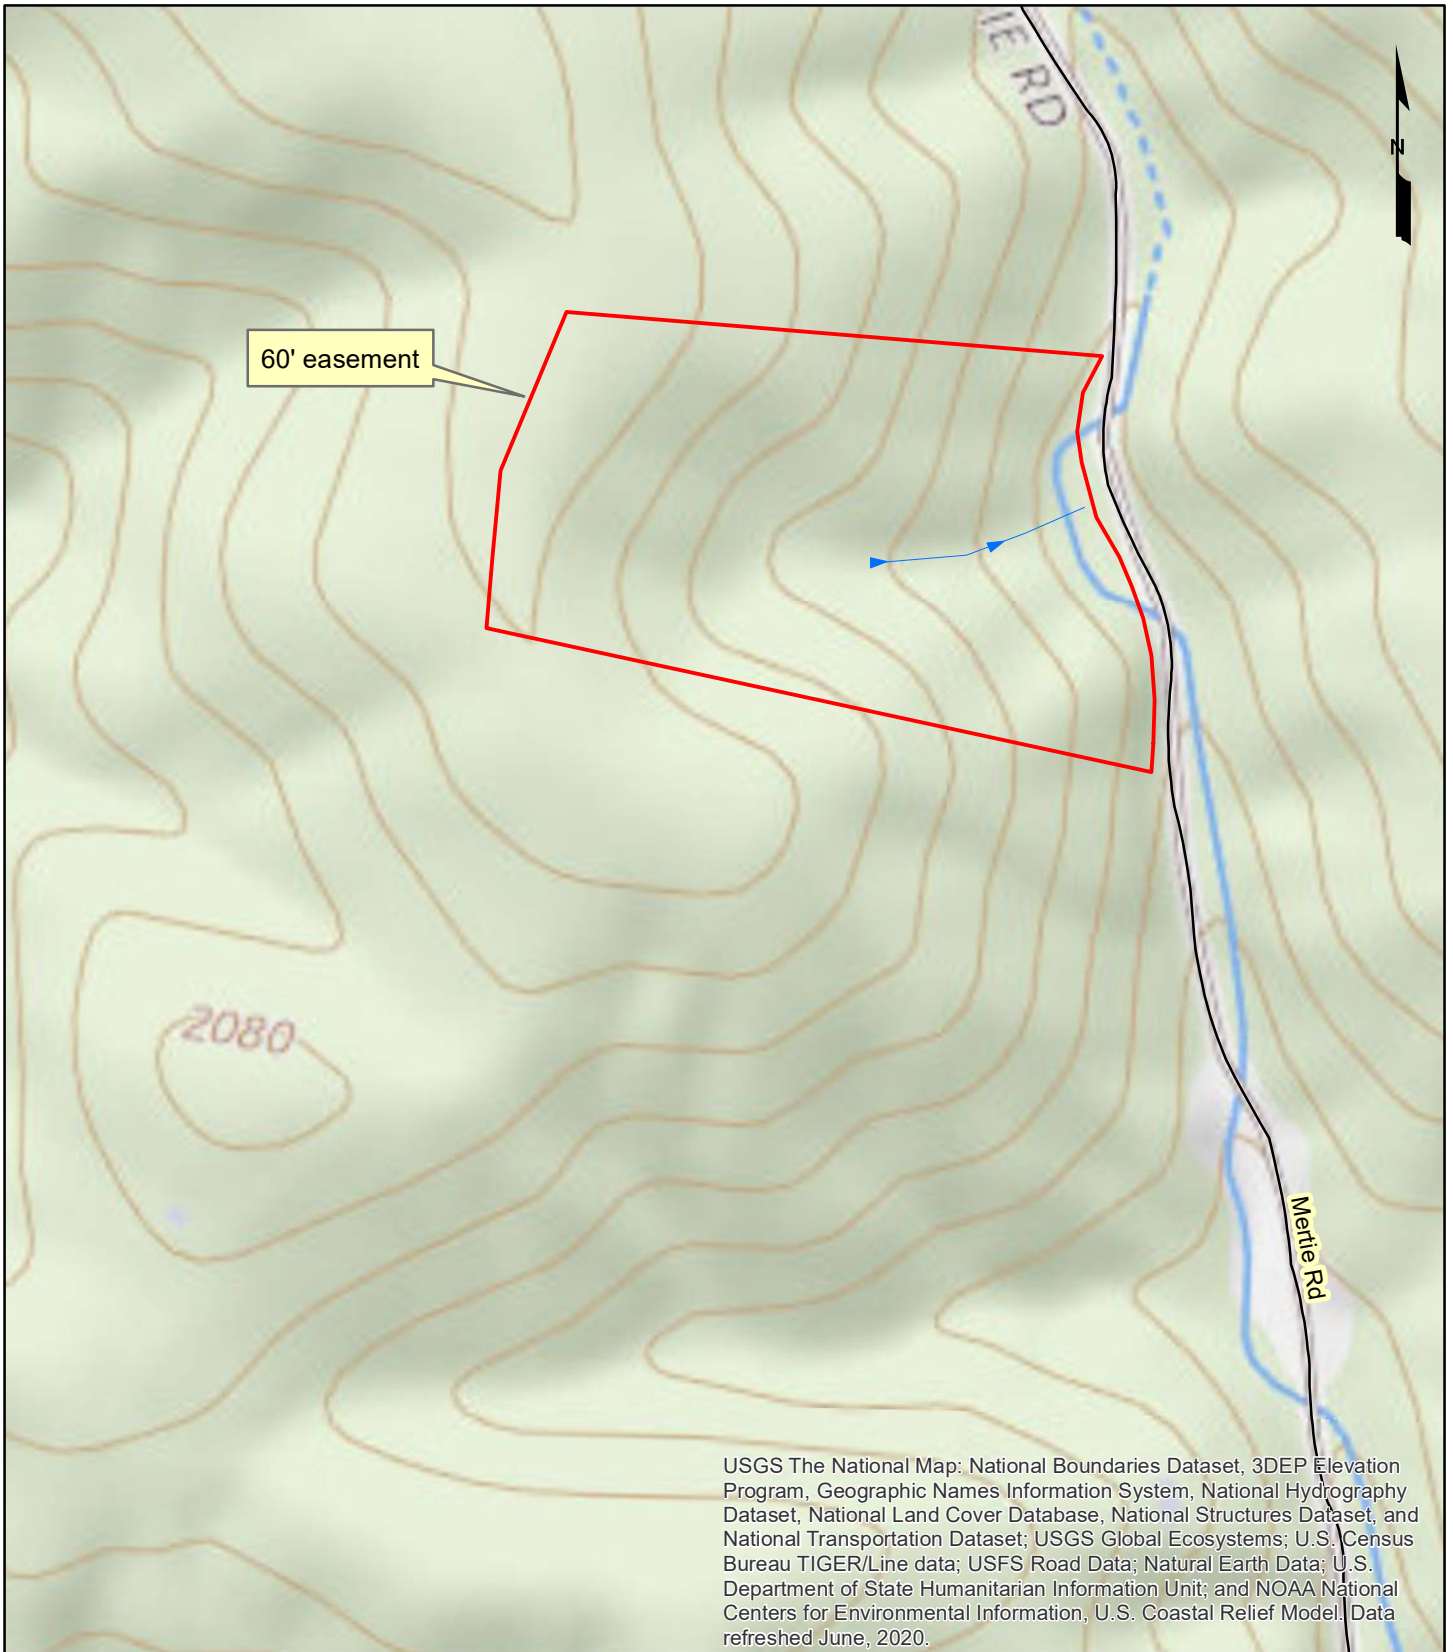 IE RD
N
60' easement
2080
Mertie Rd
USGS The National Map: National Boundaries Dataset, 3DEP Elevation
Program, Geographic Names Information System, National Hydrography
Dataset, National Land Cover Database, National Structures Dataset, and
National Transportation Dataset; USGS Global Ecosystems; U.S. Census
Bureau TIGER/Line data; USFS Road Data; Natural Earth Data; U.S.
Department of State Humanitarian Information Unit; and NOAA National
Centers for Environmental Information, U.S. Coastal Relief Model. Data
refreshed June, 2020.